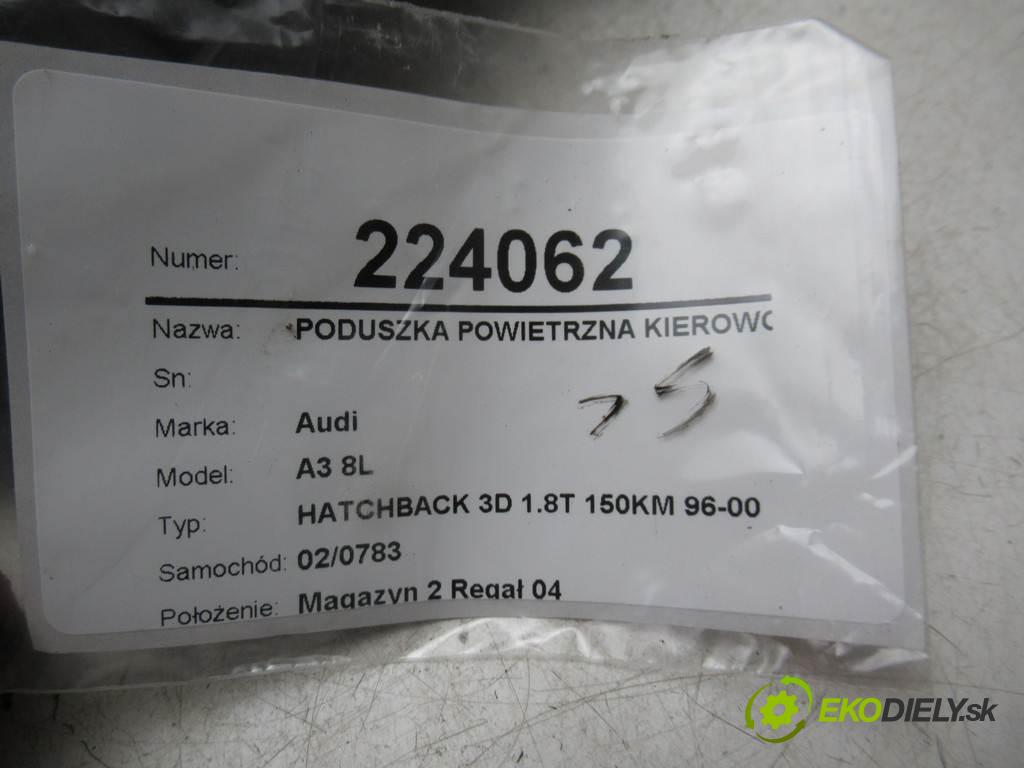 Numer: 224062
Nazwa: PODUSZKA POWIETRZNA KIEROWC
Sn:
75
Marka: Audi
Model: A3 8L
Typ: HATCHBACK 3D 1.8T 150KM 96-00
Samochód: 02/0783
Położenie: Magazyn 2 Regał 04
EKODIELY.sk